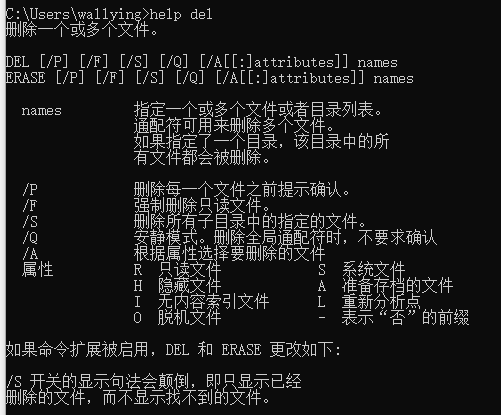 C:\Users\wallying>help del
删除一个或多个文件。
DEL [/P] [/F] [/S] [/Q] [/A[[:]attributes]] names
ERASE [/P] [/F] [/S] [/Q] [/A[[:]attributes]] names
names 指定一个或多个文件或者目录列表。
通配符可用来删除多个文件。
如果指定了一个目录，该目录中的所
有文件都会被删除。
/P 删除每一个文件之前提示确认。
/F 强制删除只读文件。
/S 删除所有子目录中的指定的文件。
/Q 安静模式。删除全局通配符时，不要求确认
/A 根据属性选择要删除的文件
属性 R 只读文件 S 系统文件
H 隐藏文件 A 准备存档的文件
I 无内容索引文件 L 重新分析点
O 脱机文件 - 表示“否”的前缀
如果命令扩展被启用，DEL 和 ERASE 更改如下:
/S 开关的显示句法会颠倒，即只显示已经
删除的文件，而不显示找不到的文件。